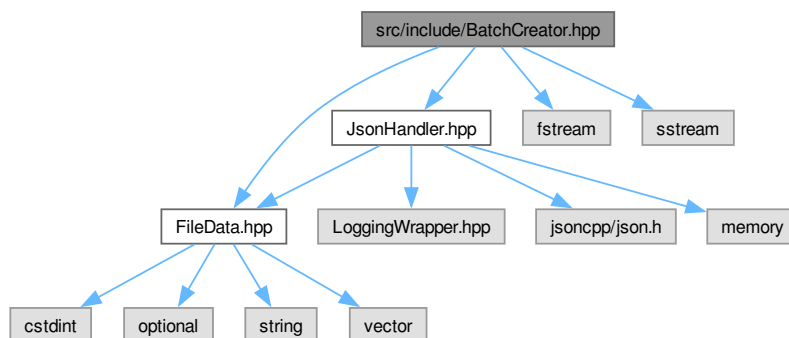 src/include/BatchCreator.hpp
JsonHandler.hpp
fstream
sstream
FileData.hpp
LoggingWrapper.hpp
jsoncpp/json.h
memory
cstdint
optional
string
vector